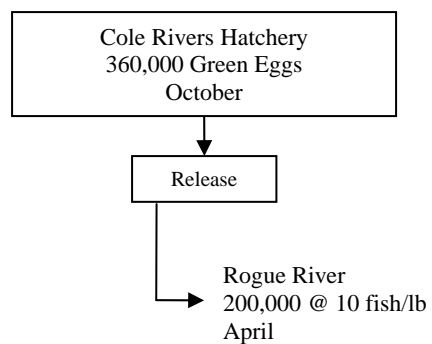 Cole Rivers Hatchery
360,000 Green Eggs
October
Release
Rogue River
200,000 @ 10 fish/lb
April